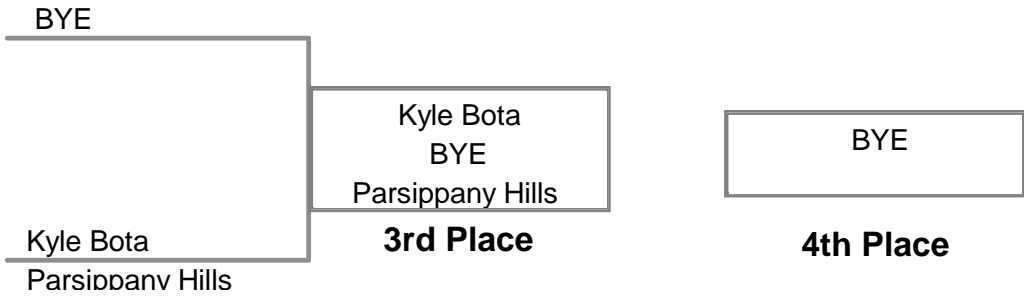 BYE
Kyle Bota
BYE
Parsippany Hills
3rd Place
Kyle Bota
Parsippany Hills
BYE
4th Place